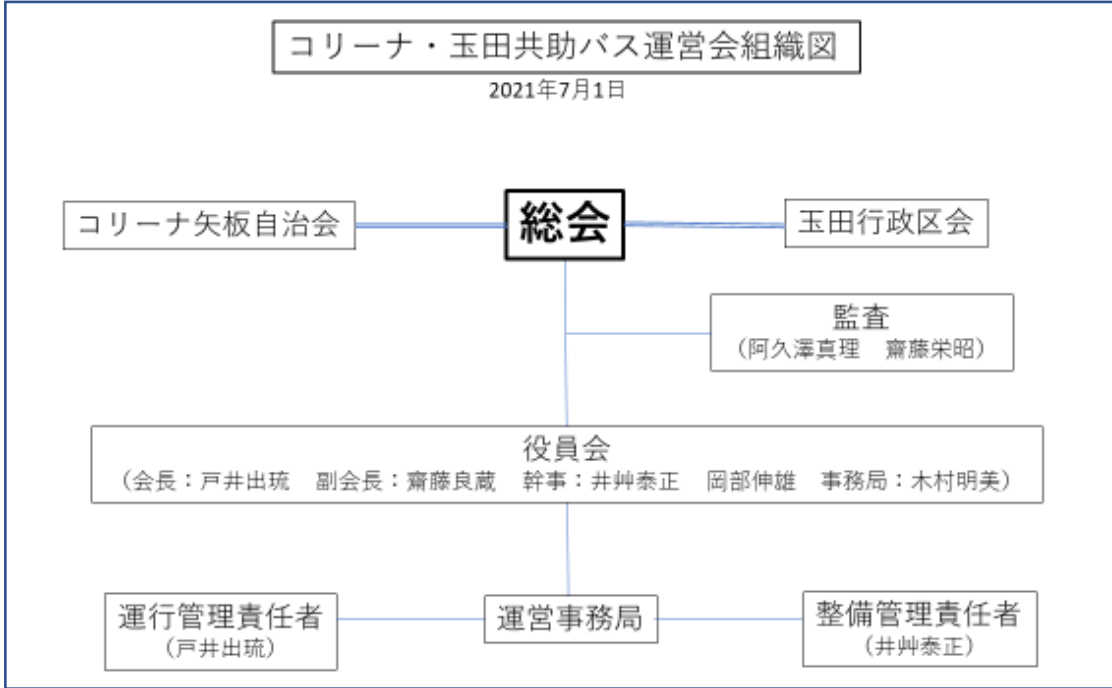 コリーナ・玉田共助バス運営会組織図
2021年7月1日
コリーナ矢板自治会
総会
玉田行政区会
監査
（阿久澤真理　齋藤栄昭）
役員会
（会長：戸井出琉　副会長：齋藤良蔵　幹事：井艸泰正　岡部伸雄　事務局：木村明美）
運行管理責任者
（戸井出琉）
運営事務局
整備管理責任者
（井艸泰正）